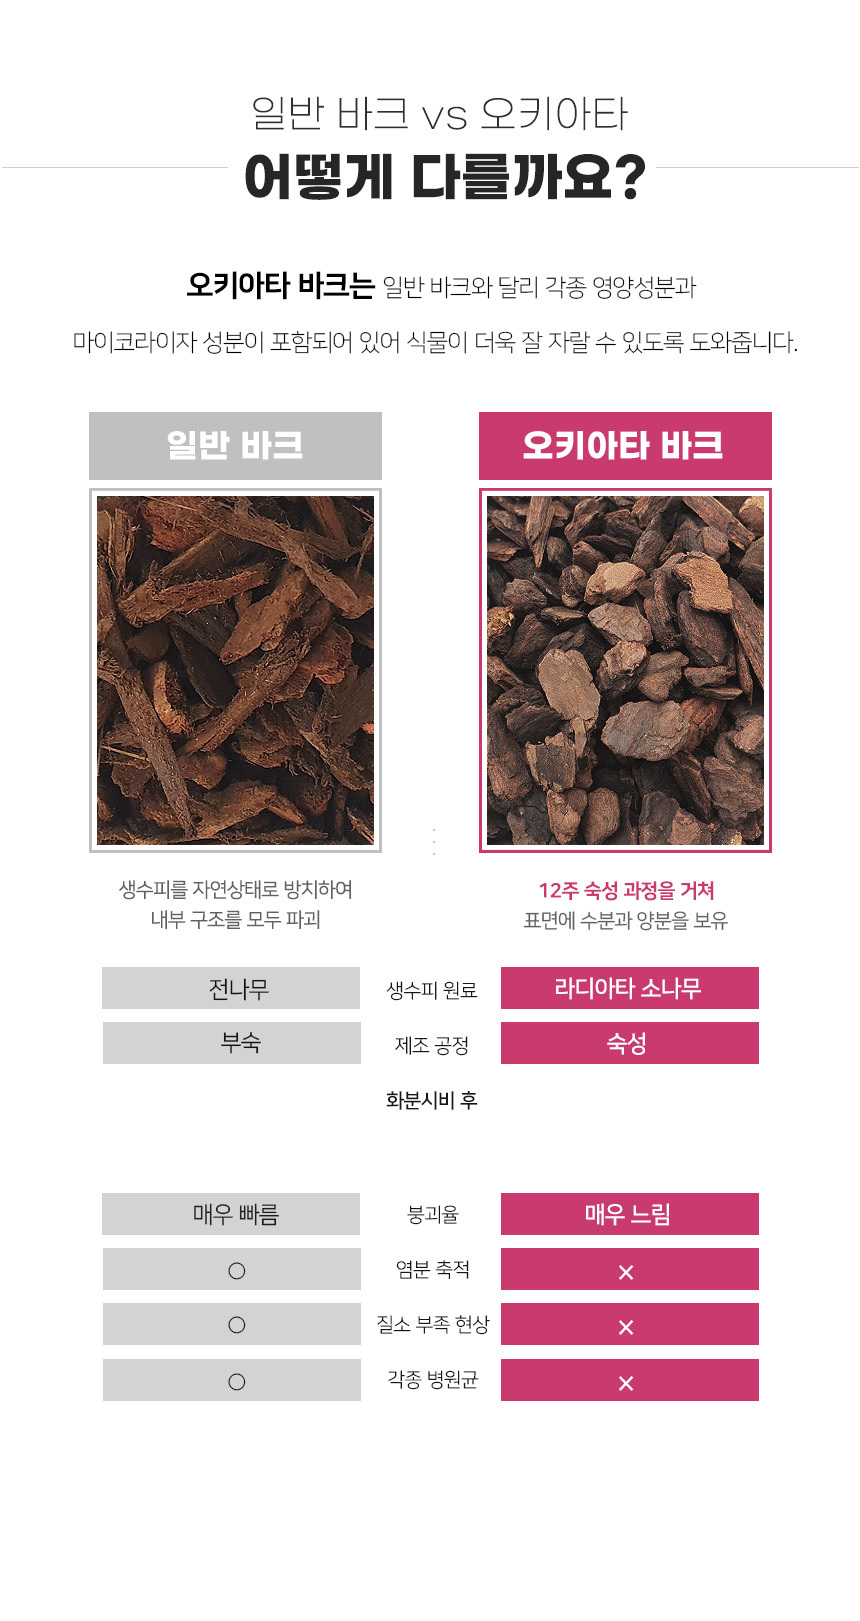 일반 바크 vs 오키아타
어떻게 다를까요?
오키아타 바크는 일반 바크와 달리 각종 영양성분과
마이코라이자 성분이 포함되어 있어 식물이 더욱 잘 자랄 수 있도록 도와줍니다.
일반 바크
오키아타 바크
생수피를 자연상태로 방치하여
내부 구조를 모두 파괴
12주 숙성 과정을 거쳐
표면에 수분과 양분을 보유
전나무 생수피 원료 라디아타 소나무
부숙 제조 공정 숙성
화분시비 후
매우 빠름 붕괴율 매우 느림
○ 염분 축적 ×
○ 질소 부족 현상 ×
○ 각종 병원균 ×